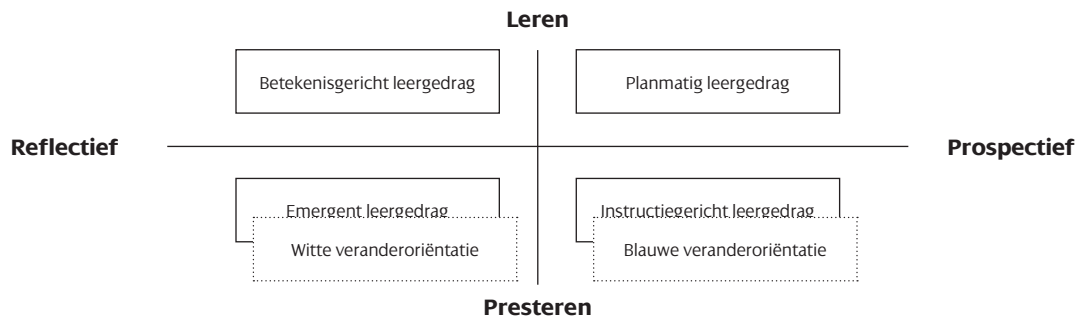 Leren
Betekenisgericht leergedrag
Planmatig leergedrag
Reflectief
Prospectief
Emergent leergedrag
Instructiegericht leergedrag
Witte veranderoriëntatie
Blauwe veranderoriëntatie
Presteren